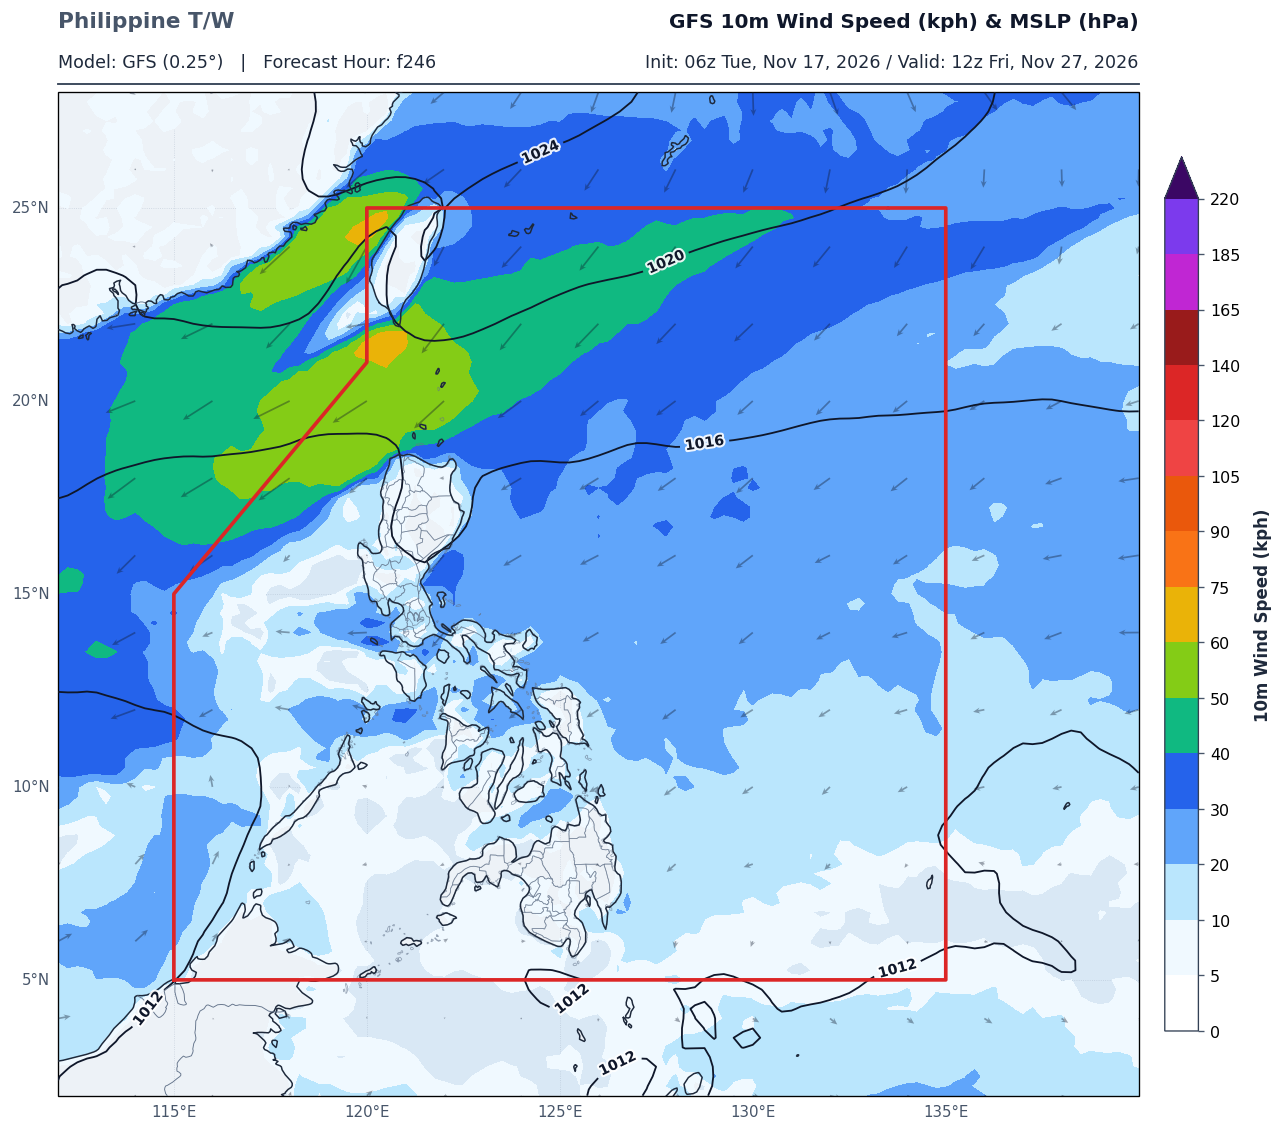 Philippine T/W
GFS 10m Wind Speed (kph) & MSLP (hPa)
Model: GFS (0.25°)   |   Forecast Hour: f246
Init: 06z Tue, Nov 17, 2026 / Valid: 12z Fri, Nov 27, 2026
1024
1020
1016
1012
1012
1012
1012
25°N
20°N
15°N
10°N
5°N
115°E
120°E
125°E
130°E
135°E
220
185
165
140
120
105
90
75
60
50
40
30
20
10
5
0
10m Wind Speed (kph)